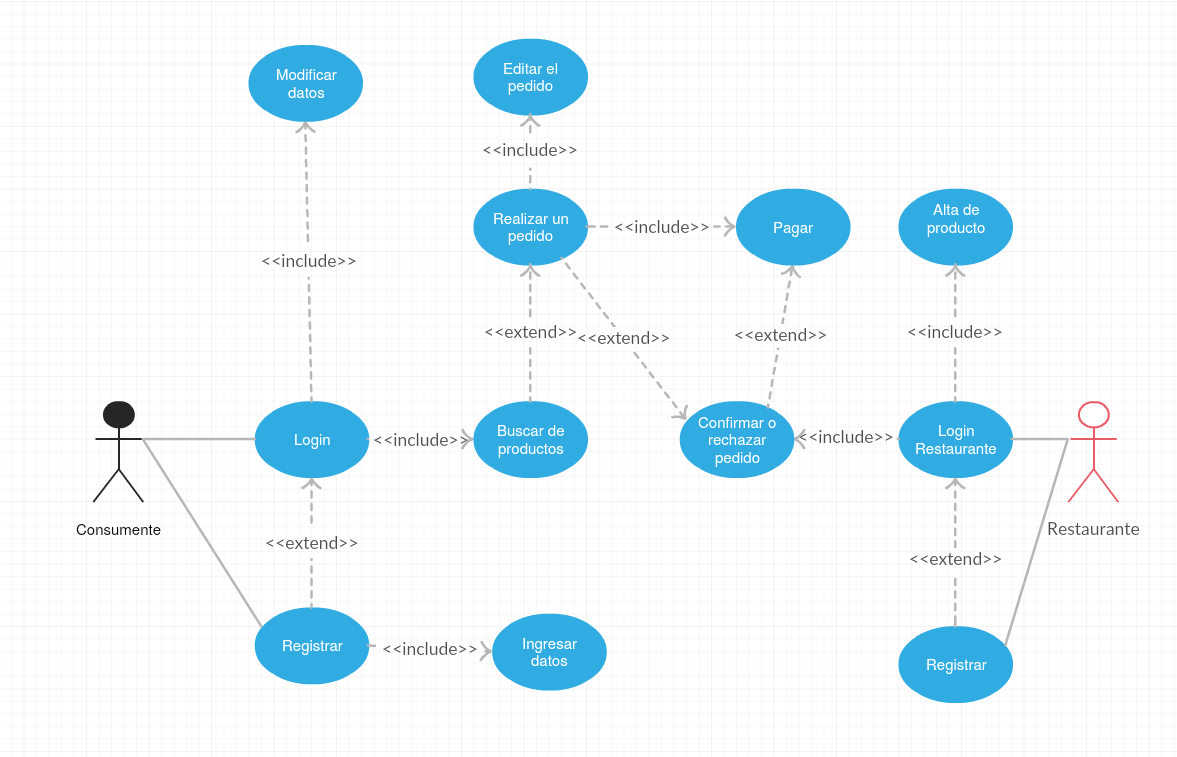 Modificar
datos
Editar el
pedido
<<include>>
Realizar un
pedido
<<include>>
Pagar
Alta de
producto
<<include>>
<<extend>>
<<extend>>
<<extend>>
<<include>>
Login
<<include>>
Buscar de
productos
Confirmar o
rechazar
pedido
<<include>>
Login
Restaurante
Consumente
Restaurante
<<extend>>
<<extend>>
Registrar
<<include>>
Ingresar
datos
Registrar